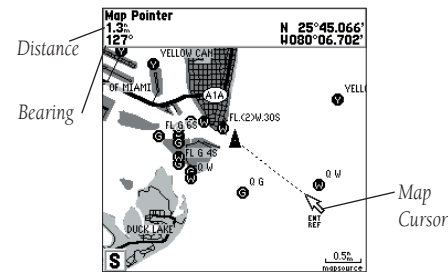 Map Pointer
1.3nm
127°
N 25°45.066'
W080°06.702'
Distance
Bearing
Y
Y
YELLOW CAN
OF MIAMI
A1A
Y
YELL
FL G 6S
W
W
FL.(2)W.30S
G
G
G
FL G 4S
W
G
Q W
W
W
Q G
G
Q W
W
ENT
REF
Map
Cursor
DUCK LAKE
S
0.5nm
mapsource